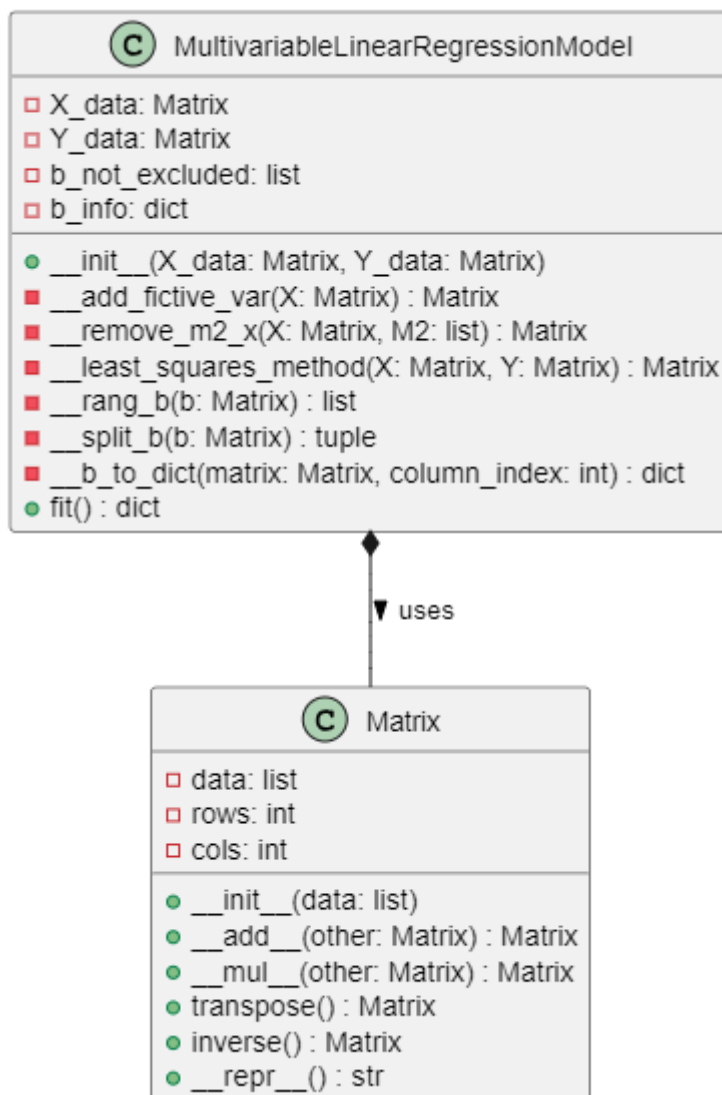 C MultivariableLinearRegressionModel
X_data: Matrix
Y_data: Matrix
b_not_excluded: list
b_info: dict
__init__(X_data: Matrix, Y_data: Matrix)
__add_fictive_var(X: Matrix) : Matrix
__remove_m2_x(X: Matrix, M2: list) : Matrix
__least_squares_method(X: Matrix, Y: Matrix) : Matrix
__rang_b(b: Matrix) : list
__split_b(b: Matrix) : tuple
__b_to_dict(matrix: Matrix, column_index: int) : dict
fit() : dict
uses
C Matrix
data: list
rows: int
cols: int
__init__(data: list)
__add__(other: Matrix) : Matrix
__mul__(other: Matrix) : Matrix
transpose() : Matrix
inverse() : Matrix
__repr__() : str